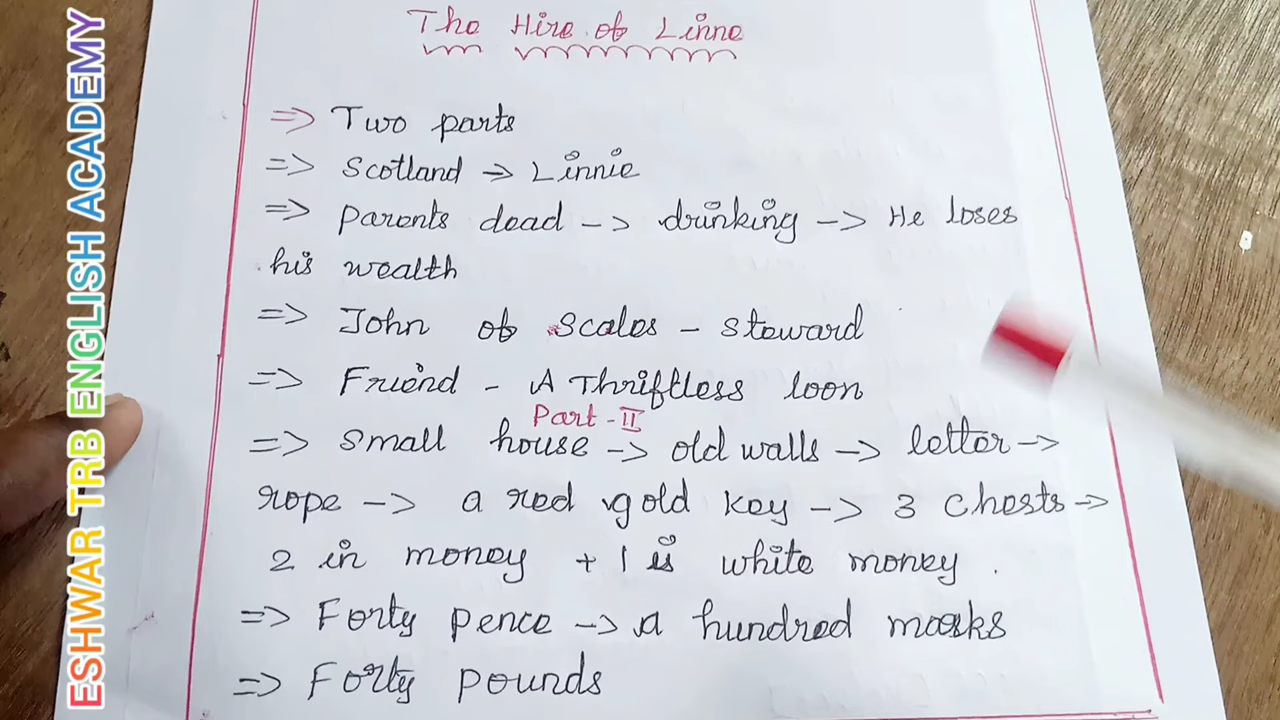 The Hire of Linne
=> Two parts
=> Scotland -> Linnie
=> Parents dead -> drinking -> He loses
his wealth
=> John of Scales - Steward
=> Friend - A Thriftless loon
Part - II
=> Small house -> old walls -> letter ->
rope -> a red gold key -> 3 Chests ->
2 in money + 1 is white money .
=> Forty pence -> a hundred marks
=> Forty pounds
ESHWAR TRB ENGLISH ACADEMY